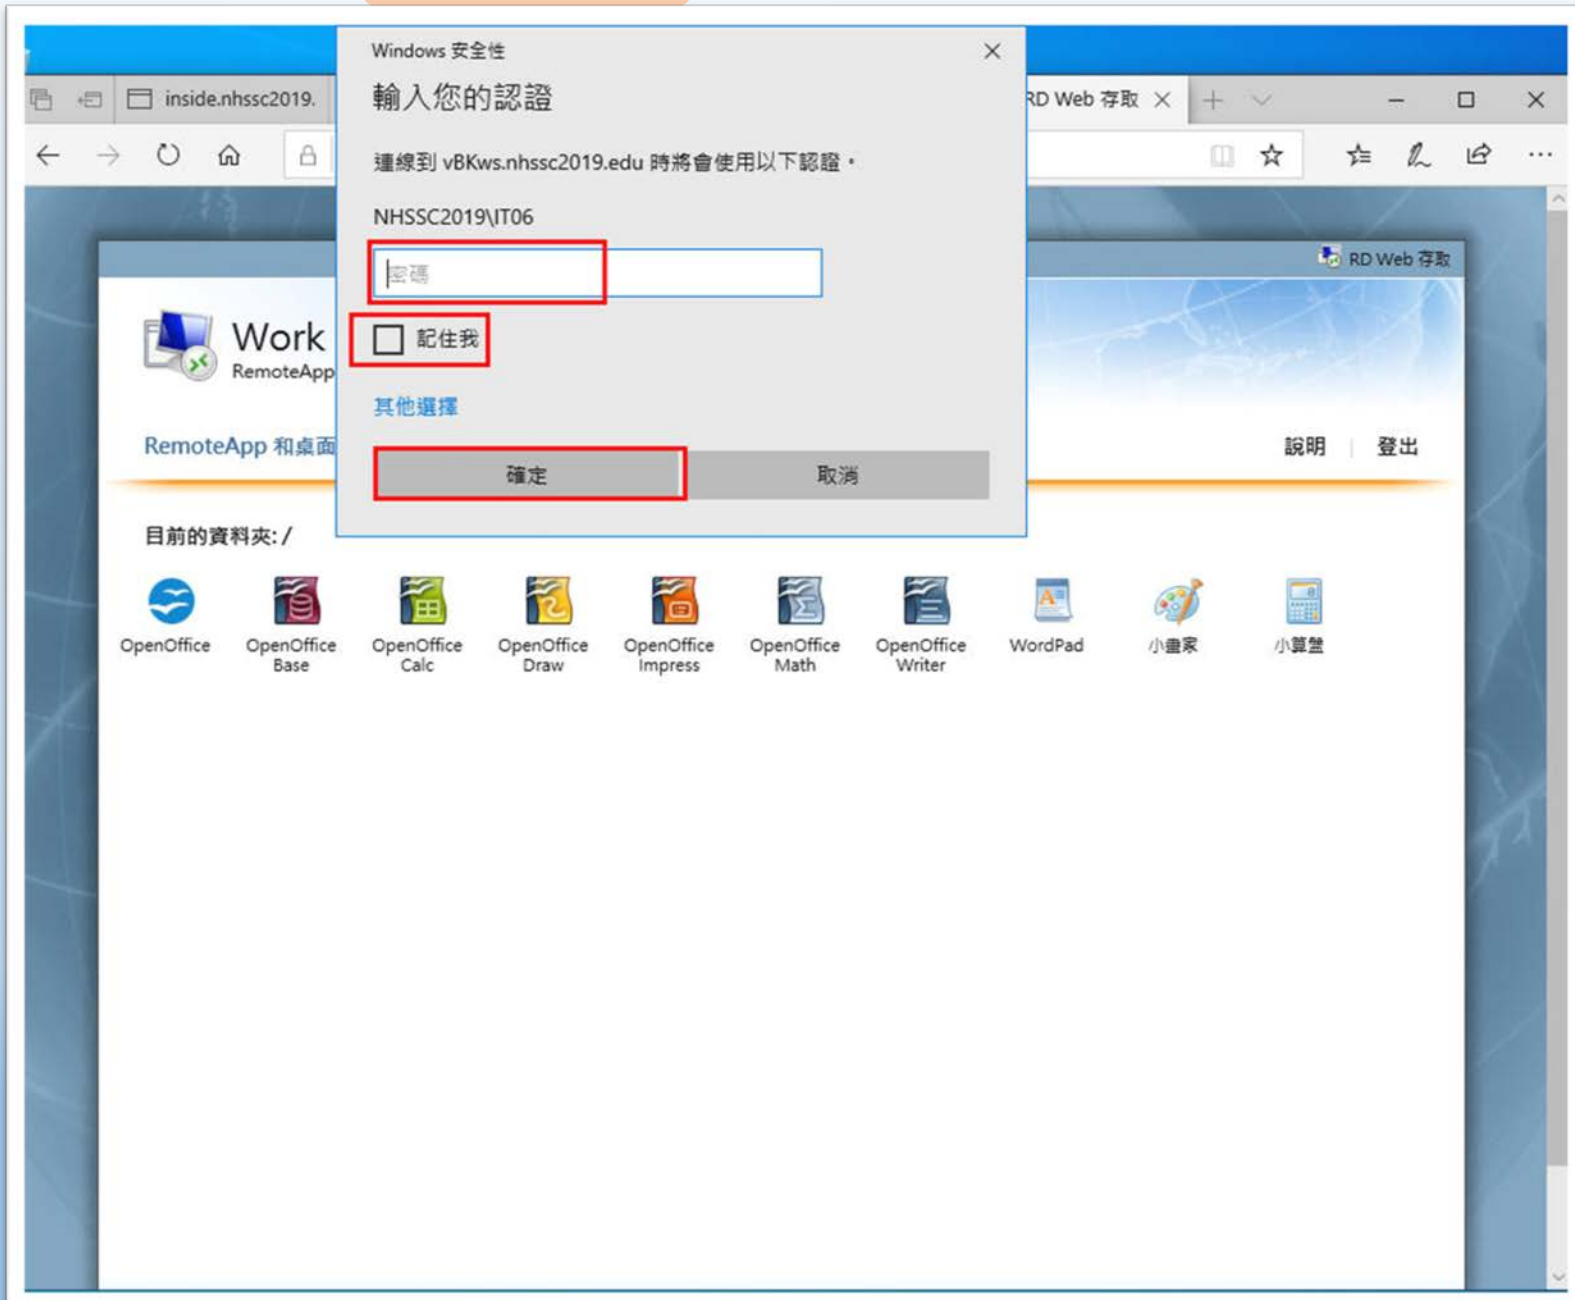 Windows 安全性
輸入您的認證
inside.nhssc2019.
RD Web 存取
連線到 vBKws.nhssc2019.edu 時將會使用以下認證。
NHSSC2019\IT06
密碼
RD Web 存取
記住我
Work
RemoteApp
其他選擇
RemoteApp 和桌面
說明 | 登出
確定
取消
目前的資料夾: /
OpenOffice
OpenOffice
Base
OpenOffice
Calc
OpenOffice
Draw
OpenOffice
Impress
OpenOffice
Math
OpenOffice
Writer
WordPad
小畫家
小算盤